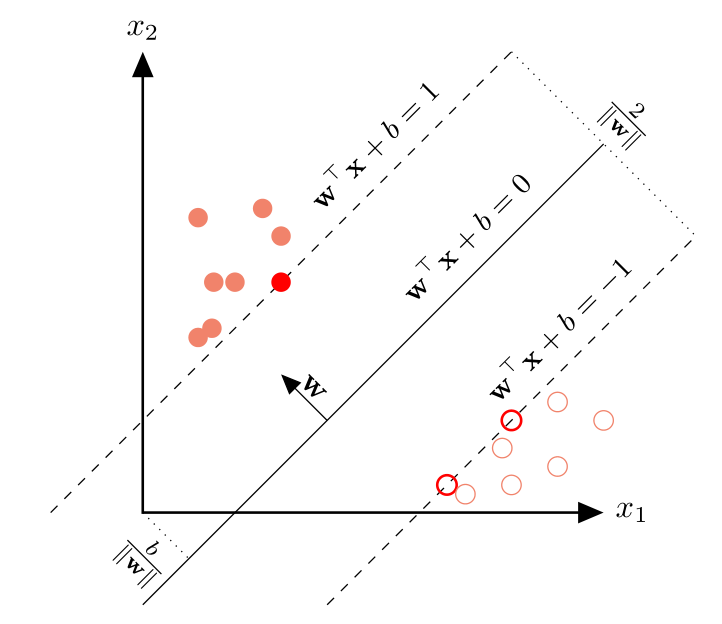 x₂
w⊤x + b = 1
2/‖w‖
w⊤x + b = 0
w⊤x + b = −1
w
x₁
b/‖w‖